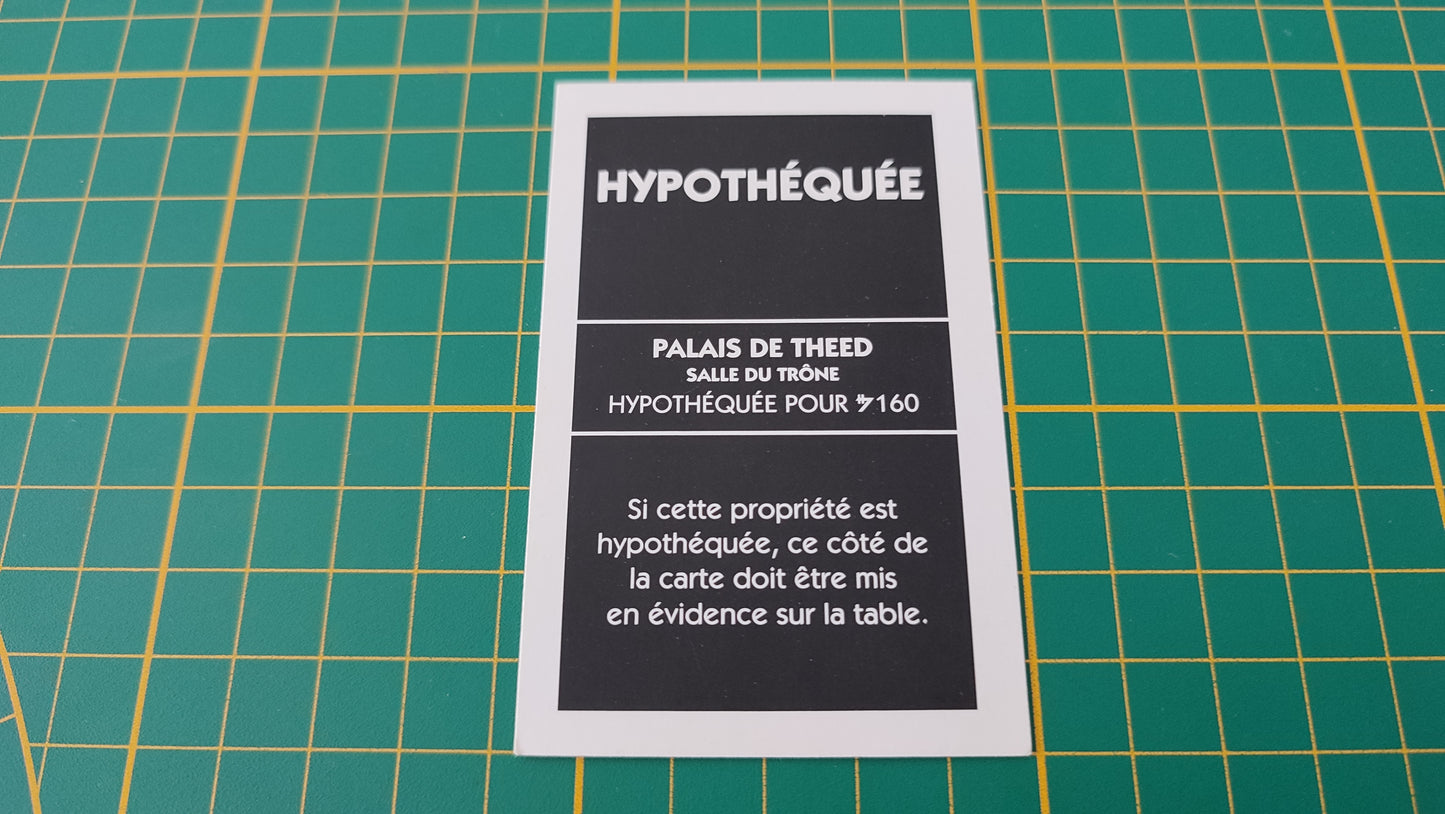 HYPOTHÉQUÉE
PALAIS DE THEED
SALLE DU TRÔNE
HYPOTHÉQUÉE POUR 160
Si cette propriété est
hypothéquée, ce côté de
la carte doit être mis
en évidence sur la table.